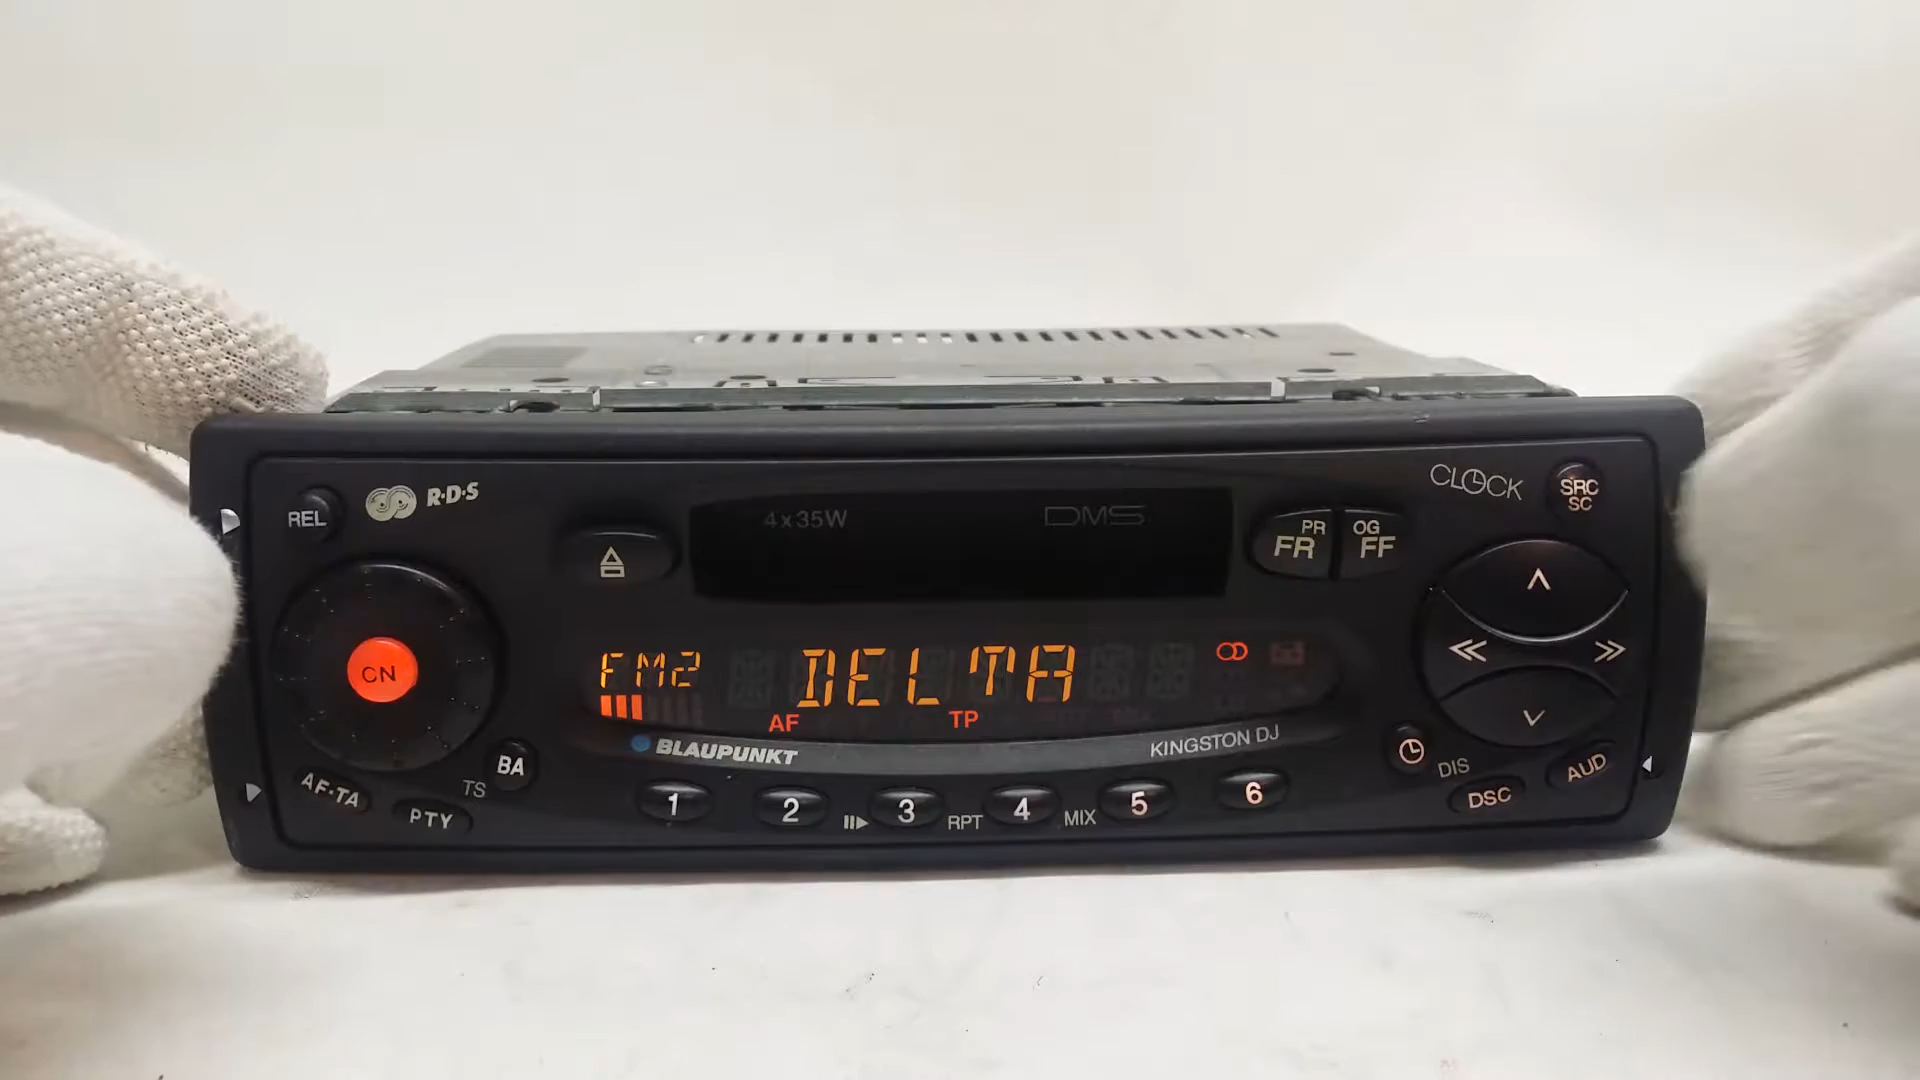 REL
R·D·S
4x35W
DMS
PR
FR
OG
FF
CLOCK
SRC
SC
CN
FM2
DELTA
AF
TP
BLAUPUNKT
KINGSTON DJ
AF·TA
PTY
TS
BA
1
2
3
RPT
4
MIX
5
6
DIS
DSC
AUD